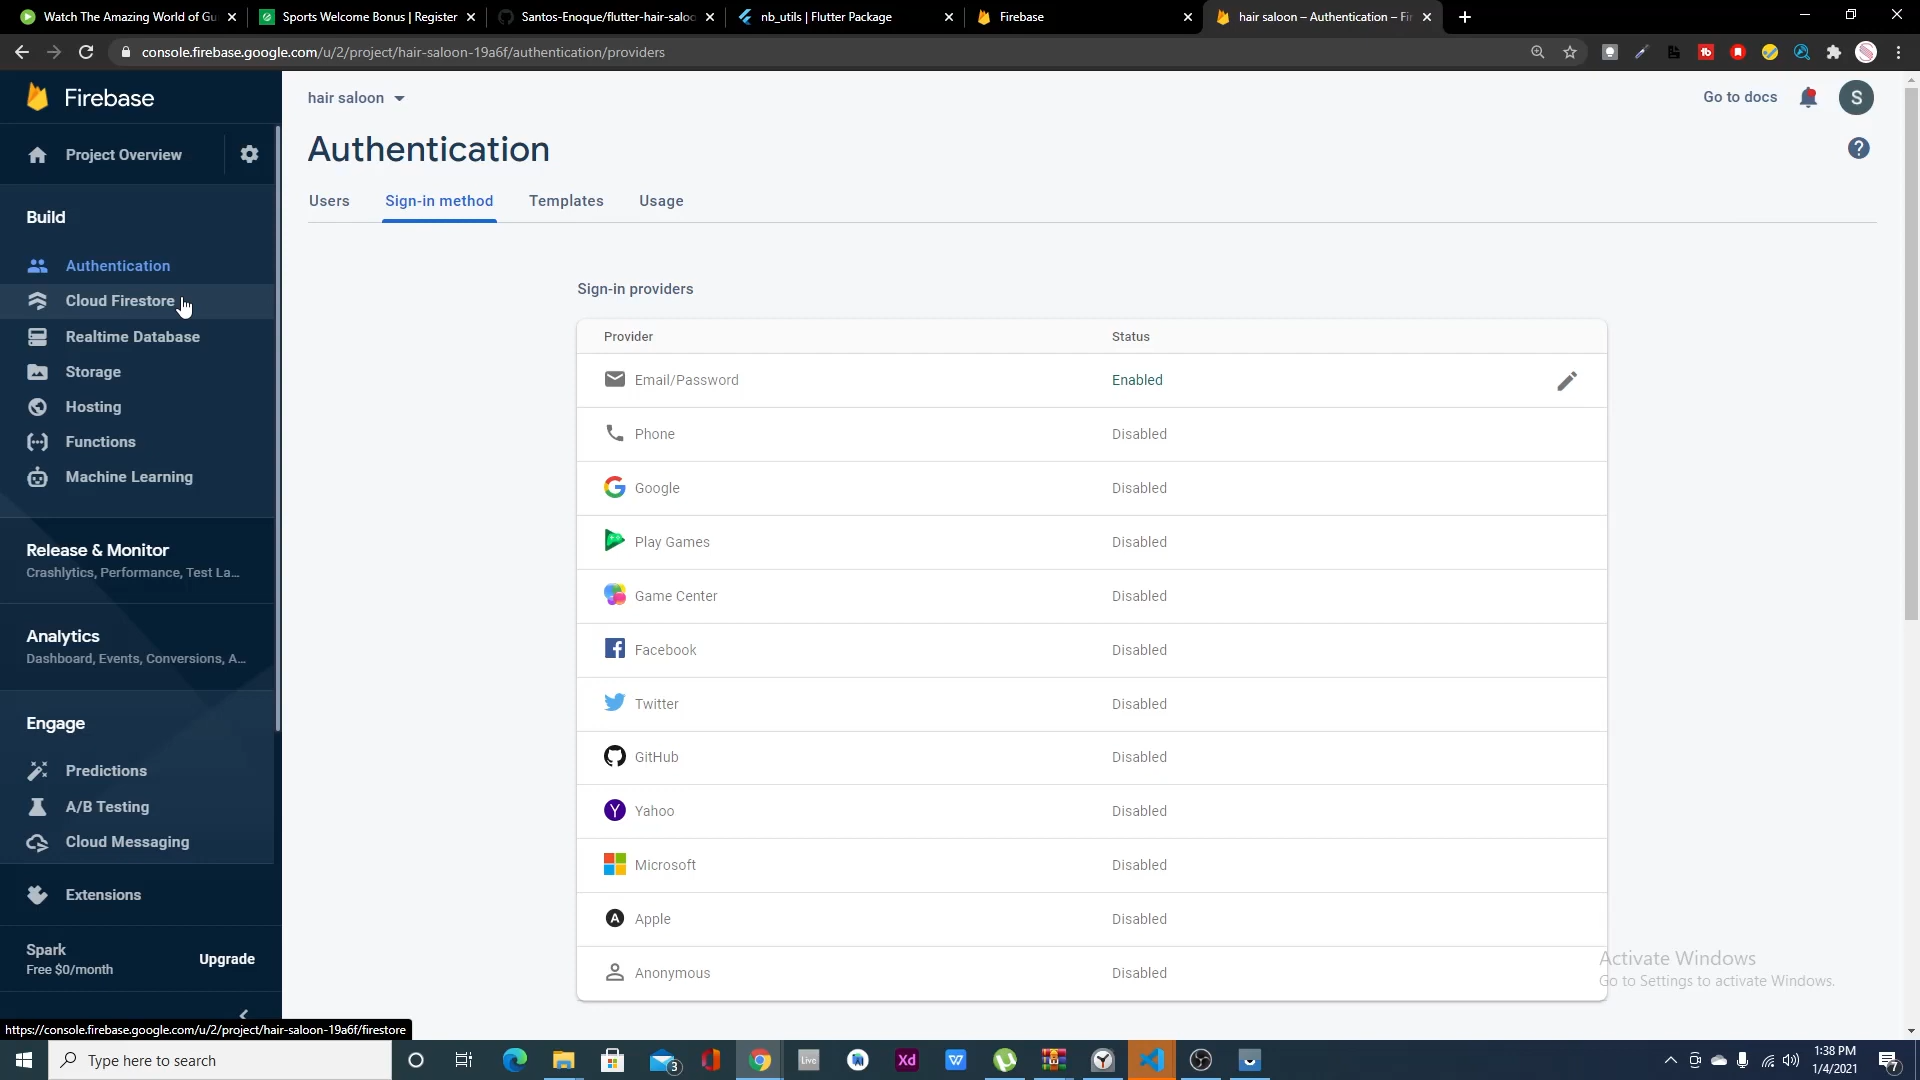 Watch The Amazing World of Gu
Sports Welcome Bonus | Register
Santos-Enoque/flutter-hair-saloo
nb_utils | Flutter Package
Firebase
hair saloon – Authentication – Fir
console.firebase.google.com/u/2/project/hair-saloon-19a6f/authentication/providers
Firebase
hair saloon
Go to docs
S
Project Overview
Authentication
?
Users
Sign-in method
Templates
Usage
Build
Authentication
Cloud Firestore
Realtime Database
Storage
Hosting
Functions
Machine Learning
Release & Monitor
Crashlytics, Performance, Test La...
Analytics
Dashboard, Events, Conversions, A...
Engage
Predictions
A/B Testing
Cloud Messaging
Extensions
Spark
Free $0/month
Upgrade
Sign-in providers
Provider Status
Email/Password Enabled
Phone Disabled
Google Disabled
Play Games Disabled
Game Center Disabled
Facebook Disabled
Twitter Disabled
GitHub Disabled
Yahoo Disabled
Microsoft Disabled
Apple Disabled
Anonymous Disabled
Activate Windows
Go to Settings to activate Windows.
https://console.firebase.google.com/u/2/project/hair-saloon-19a6f/firestore
Type here to search
3
Live
Xd
1:38 PM
1/4/2021
7